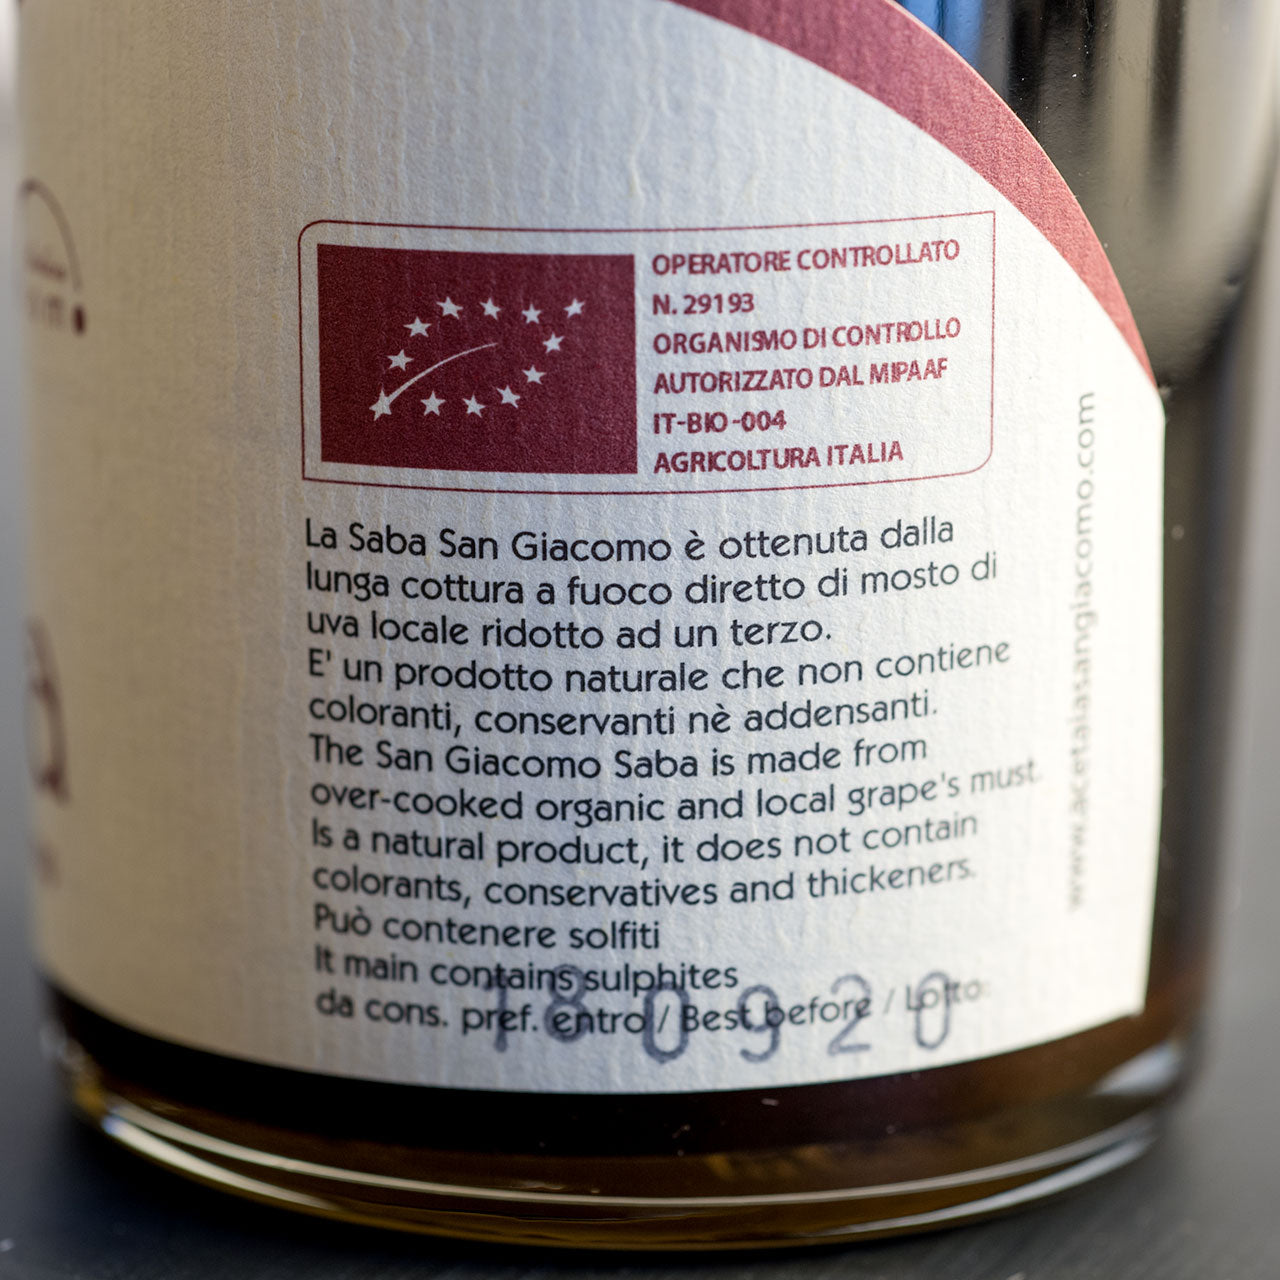 OPERATORE CONTROLLATO
N. 29193
ORGANISMO DI CONTROLLO
AUTORIZZATO DAL MIPAAF
IT-BIO-004
AGRICOLTURA ITALIA
La Saba San Giacomo è ottenuta dalla
lunga cottura a fuoco diretto di mosto di
uva locale ridotto ad un terzo.
E' un prodotto naturale che non contiene
coloranti, conservanti nè addensanti.
The San Giacomo Saba is made from
over-cooked organic and local grape's must.
Is a natural product, it does not contain
colorants, conservatives and thickeners.
Può contenere solfiti
It main contains sulphites
da cons. pref. entro / Best before / Lotto:
180920
www.acetaiasangiacomo.com